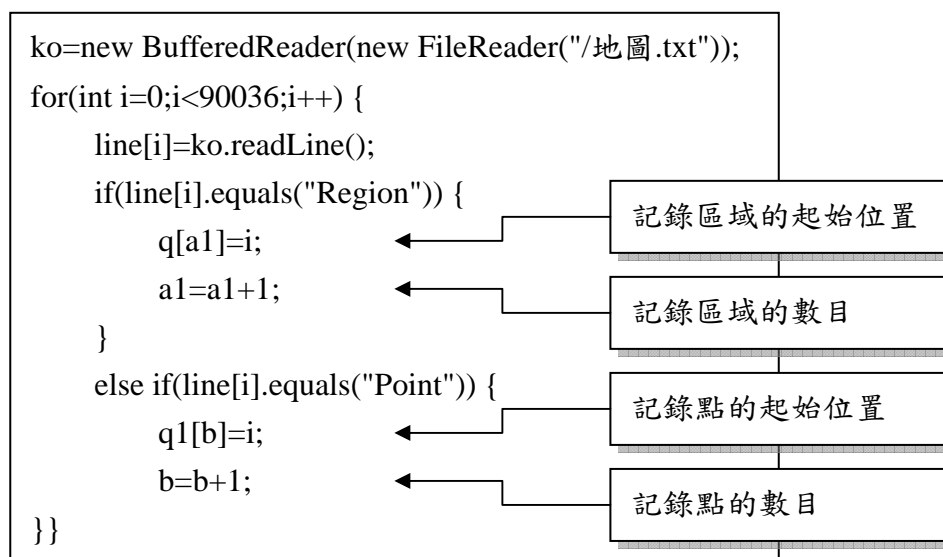 ko=new BufferedReader(new FileReader("/地圖.txt"));
for(int i=0;i<90036;i++) {
line[i]=ko.readLine();
if(line[i].equals("Region")) {
q[a1]=i;
記錄區域的起始位置
a1=a1+1;
記錄區域的數目
}
else if(line[i].equals("Point")) {
q1[b]=i;
記錄點的起始位置
b=b+1;
記錄點的數目
}}